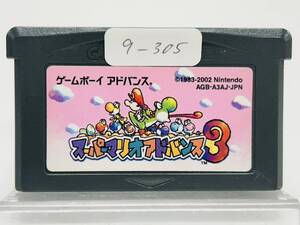 9-305
ゲームボーイ アドバンス®
©1983-2002 Nintendo
AGB-A3AJ-JPN
スーパーマリオアドバンス3
TM